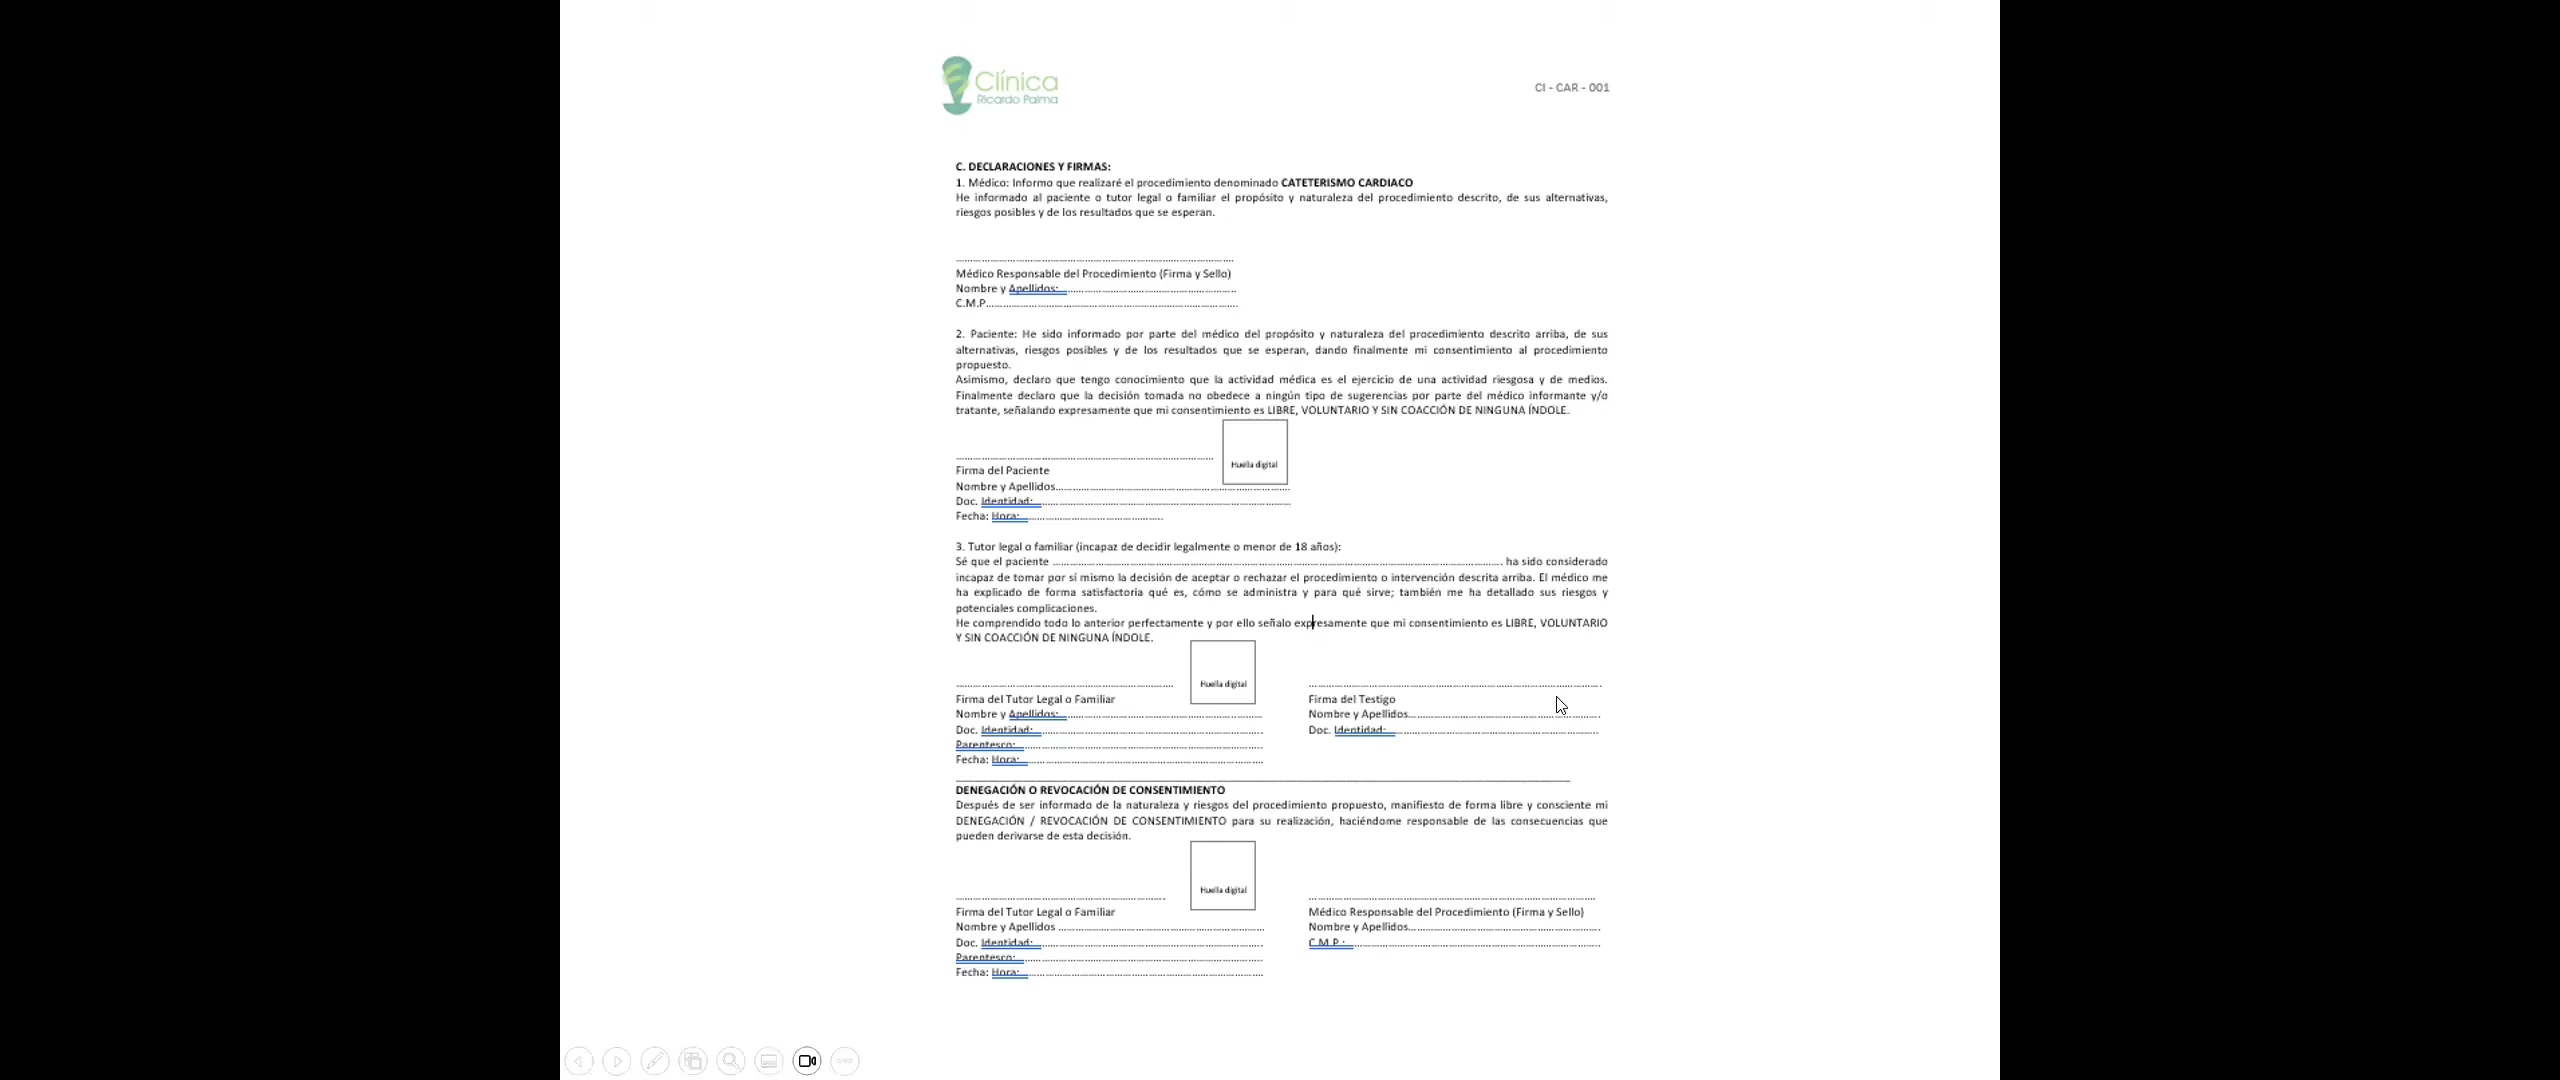 Clínica
Ricardo Palma
CI - CAR - 001
C. DECLARACIONES Y FIRMAS:
1. Médico: Informo que realizaré el procedimiento denominado CATETERISMO CARDIACO
He informado al paciente o tutor legal o familiar el propósito y naturaleza del procedimiento descrito, de sus alternativas,
riesgos posibles y de los resultados que se esperan.
Médico Responsable del Procedimiento (Firma y Sello)
Nombre y Apellidos:
C.M.P.
2. Paciente: He sido informado por parte del médico del propósito y naturaleza del procedimiento descrito arriba, de sus
alternativas, riesgos posibles y de los resultados que se esperan, dando finalmente mi consentimiento al procedimiento
propuesto.
Asimismo, declaro que tengo conocimiento que la actividad médica es el ejercicio de una actividad riesgosa y de medios.
Finalmente declaro que la decisión tomada no obedece a ningún tipo de sugerencias por parte del médico informante y/o
tratante, señalando expresamente que mi consentimiento es LIBRE, VOLUNTARIO Y SIN COACCIÓN DE NINGUNA ÍNDOLE.
Huella digital
Firma del Paciente
Nombre y Apellidos
Doc. Identidad:
Fecha: Hora:
3. Tutor legal o familiar (incapaz de decidir legalmente o menor de 18 años):
Sé que el paciente ha sido considerado
incapaz de tomar por sí mismo la decisión de aceptar o rechazar el procedimiento o intervención descrita arriba. El médico me
ha explicado de forma satisfactoria qué es, cómo se administra y para qué sirve; también me ha detallado sus riesgos y
potenciales complicaciones.
He comprendido todo lo anterior perfectamente y por ello señalo expresamente que mi consentimiento es LIBRE, VOLUNTARIO
Y SIN COACCIÓN DE NINGUNA ÍNDOLE.
Huella digital
Firma del Tutor Legal o Familiar
Nombre y Apellidos:
Doc. Identidad:
Parentesco:
Fecha: Hora:
Firma del Testigo
Nombre y Apellidos
Doc. Identidad:
DENEGACIÓN O REVOCACIÓN DE CONSENTIMIENTO
Después de ser informado de la naturaleza y riesgos del procedimiento propuesto, manifiesto de forma libre y consciente mi
DENEGACIÓN / REVOCACIÓN DE CONSENTIMIENTO para su realización, haciéndome responsable de las consecuencias que
pueden derivarse de esta decisión.
Huella digital
Firma del Tutor Legal o Familiar
Nombre y Apellidos
Doc. Identidad:
Parentesco:
Fecha: Hora:
Médico Responsable del Procedimiento (Firma y Sello)
Nombre y Apellidos
C.M.P.: